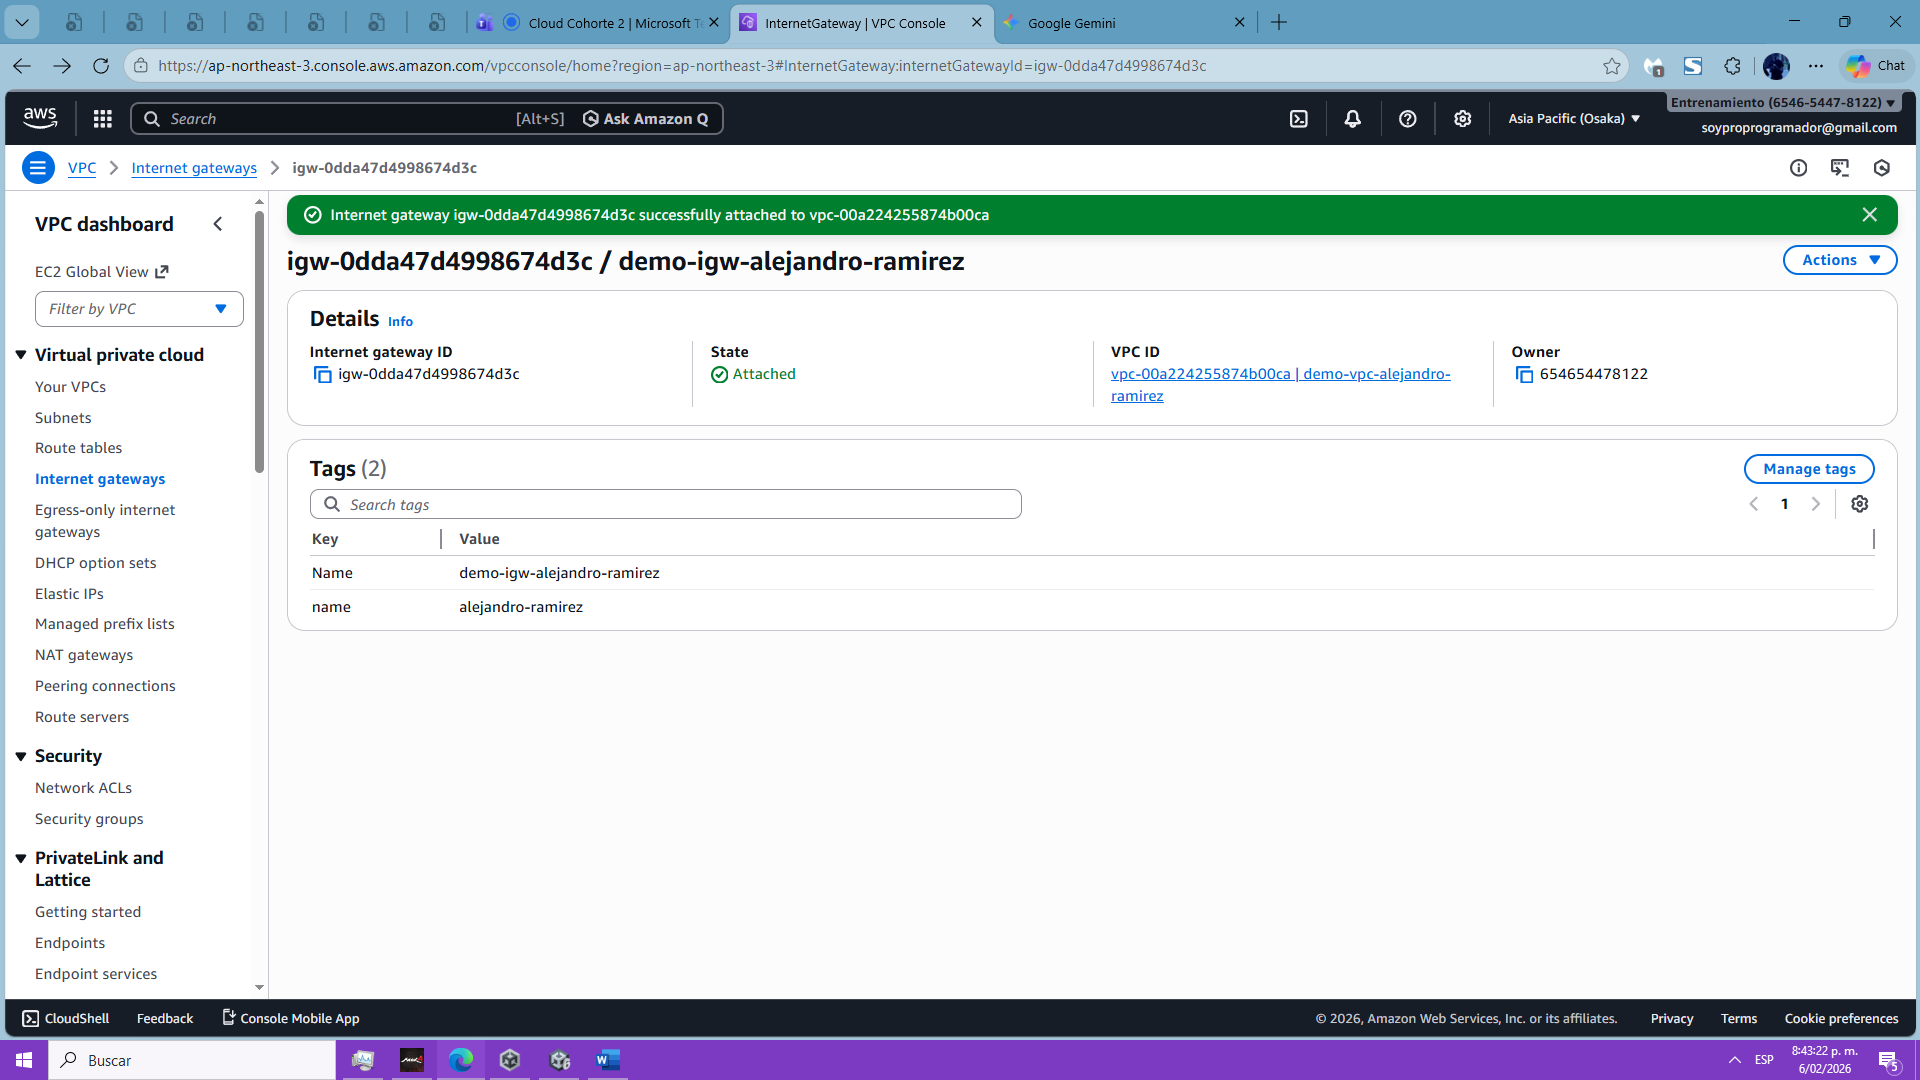 Cloud Cohorte 2 | Microsoft Te
InternetGateway | VPC Console
Google Gemini
https://ap-northeast-3.console.aws.amazon.com/vpcconsole/home?region=ap-northeast-3#InternetGateway:internetGatewayId=igw-0dda47d4998674d3c
1
Chat
aws
Search
[Alt+S]
Ask Amazon Q
Asia Pacific (Osaka)
Entrenamiento (6546-5447-8122)
soyproprogramador@gmail.com
VPC
Internet gateways
igw-0dda47d4998674d3c
VPC dashboard
EC2 Global View
Filter by VPC
Virtual private cloud
Your VPCs
Subnets
Route tables
Internet gateways
Egress-only internet
gateways
DHCP option sets
Elastic IPs
Managed prefix lists
NAT gateways
Peering connections
Route servers
Security
Network ACLs
Security groups
PrivateLink and
Lattice
Getting started
Endpoints
Endpoint services
Internet gateway igw-0dda47d4998674d3c successfully attached to vpc-00a224255874b00ca
igw-0dda47d4998674d3c / demo-igw-alejandro-ramirez
Actions
Details
Info
Internet gateway ID
igw-0dda47d4998674d3c
State
Attached
VPC ID
vpc-00a224255874b00ca | demo-vpc-alejandro-
ramirez
Owner
654654478122
Tags (2)
Manage tags
Search tags
1
Key
Value
Name
demo-igw-alejandro-ramirez
name
alejandro-ramirez
CloudShell
Feedback
Console Mobile App
© 2026, Amazon Web Services, Inc. or its affiliates.
Privacy
Terms
Cookie preferences
Buscar
ESP
8:43:22 p. m.
6/02/2026
5